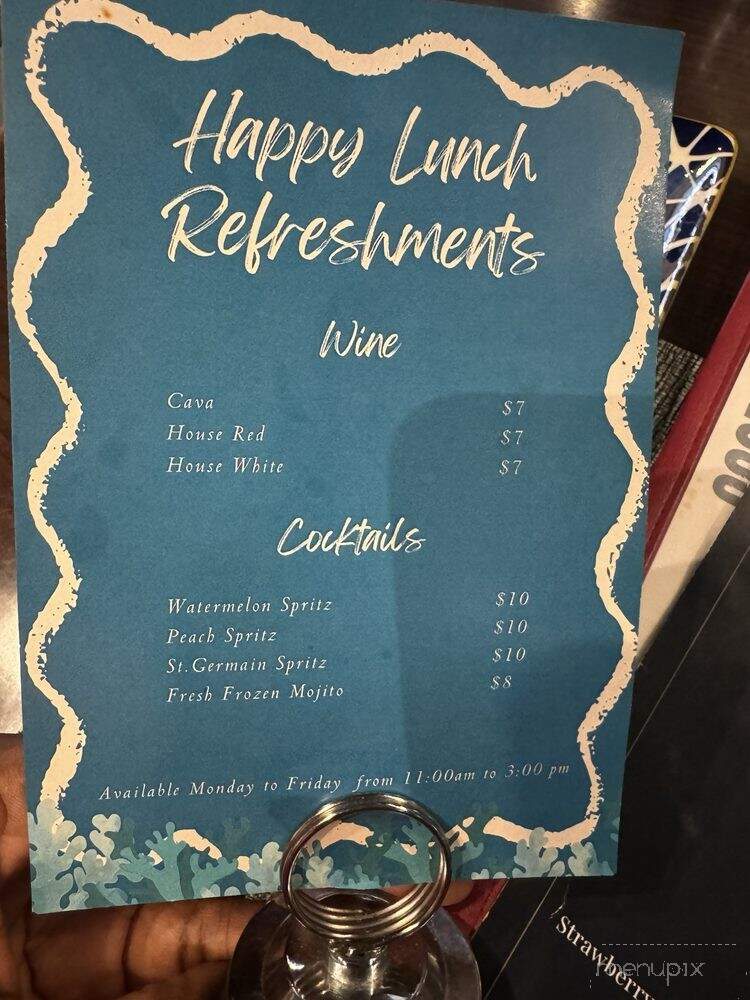 Happy Lunch
Refreshments
Wine
Cava $7
House Red $7
House White $7
Cocktails
Watermelon Spritz $10
Peach Spritz $10
St.Germain Spritz $10
Fresh Frozen Mojito $8
Available Monday to Friday from 11:00am to 3:00 pm
strawberry
menupix